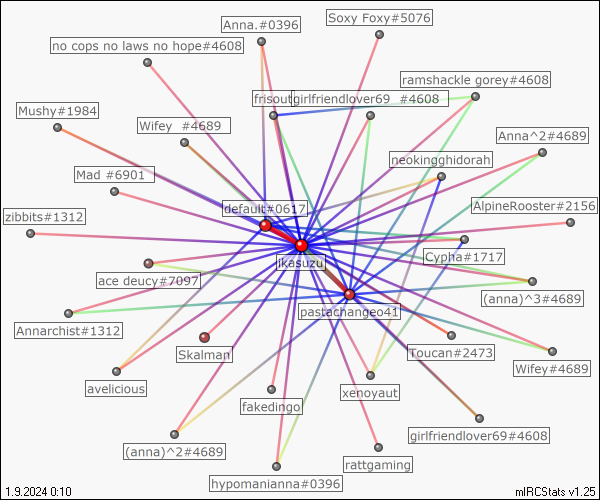 Soxy Foxy#5076
Anna.#0396
no cops no laws no hope#4608
ramshackle gorey#4608
frisout
girlfriendlover69 #4608
Mushy#1984
Wifey #4689
Anna^2#4689
neokingghidorah
Mad #6901
default#0617
AlpineRooster#2156
zibbits#1312
Cypha#1717
jkasuzu
ace deucy#7097
(anna)^3#4689
pastachangeo41
Annarchist#1312
Skalman
Toucan#2473
Wifey#4689
avelicious
xenoyaut
fakedingo
girlfriendlover69#4608
(anna)^2#4689
rattgaming
hypomanianna#0396
1.9.2024 0:10
mIRCStats v1.25